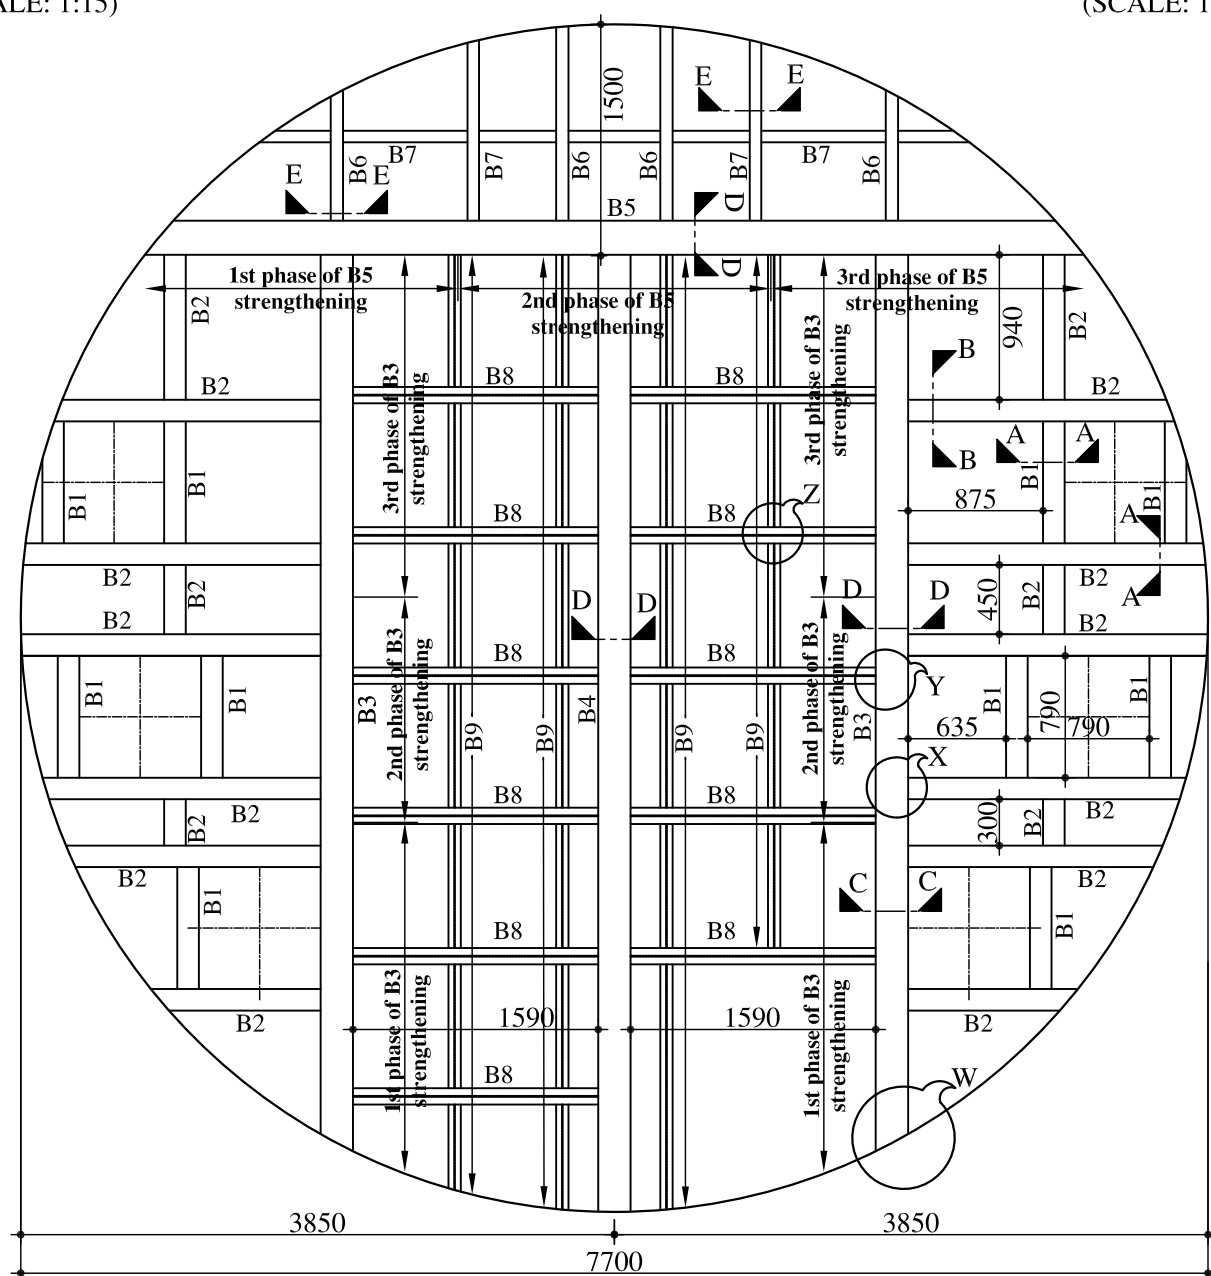 ALE: 1:15)
(SCALE: 1
1500
E
E
B7
B6
B7
B6
B6
B7
B7
B6
E
E
B5
D
D
1st phase of B5
strengthening
2nd phase of B5
strengthening
3rd phase of B5
strengthening
B2
B2
940
B2
B2
3rd phase of B3
strengthening
3rd phase of B3
strengthening
B8
B8
B
B
A
A
B1
B1
B1
B1
875
A
A
Z
B8
B8
B2
B2
B2
450
B2
B2
B2
D
D
D
D
B8
B8
B1
B1
B3
2nd phase of B3
strengthening
B9
B9
B4
B9
B9
2nd phase of B3
strengthening
B3
Y
X
B1
B1
635
790
790
B8
B8
B2
B2
300
B2
B2
B2
B2
B1
B1
C
C
B8
B8
1st phase of B3
strengthening
1st phase of B3
strengthening
1590
1590
B2
B2
B8
W
3850
3850
7700